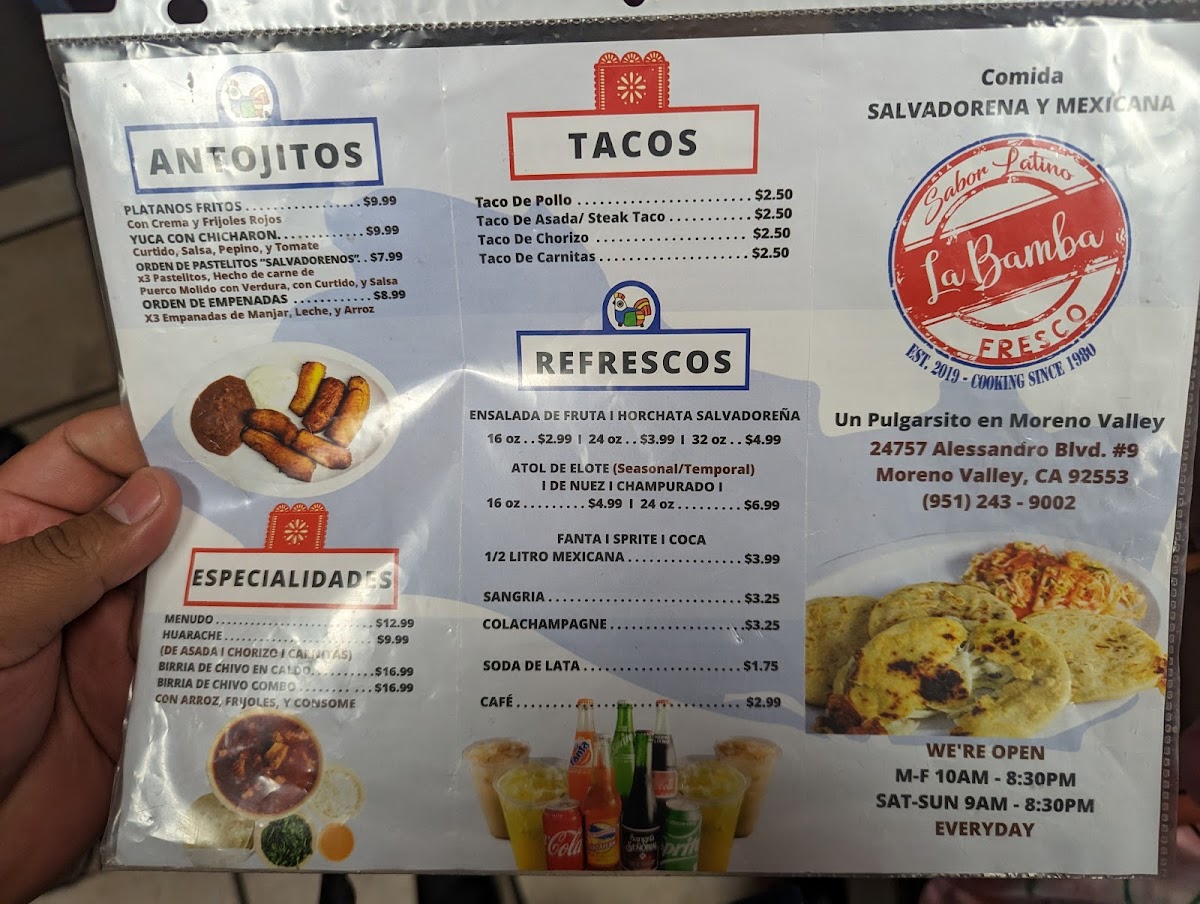 ANTOJITOS
PLATANOS FRITOS . . . . . . . . . . . . . . . . . $9.99
Con Crema y Frijoles Rojos
YUCA CON CHICHARON. . . . . . . . . . . . . $9.99
Curtido, Salsa, Pepino, y Tomate
ORDEN DE PASTELITOS "SALVADORENOS". . $7.99
x3 Pastelitos, Hecho de carne de
Puerco Molido con Verdura, con Curtido, y Salsa
ORDEN DE EMPENADAS . . . . . . . . . . . . $8.99
X3 Empanadas de Manjar, Leche, y Arroz
ESPECIALIDADES
MENUDO . . . . . . . . . . . . . . . . . . . . . . . . $12.99
HUARACHE . . . . . . . . . . . . . . . . . . . . . . . $9.99
(DE ASADA I CHORIZO I CARNITAS)
BIRRIA DE CHIVO EN CALDO. . . . . . . . . . $16.99
BIRRIA DE CHIVO COMBO . . . . . . . . . . . $16.99
CON ARROZ, FRIJOLES, Y CONSOME
TACOS
Taco De Pollo . . . . . . . . . . . . . . . . . . . . . . . . $2.50
Taco De Asada/ Steak Taco . . . . . . . . . . . $2.50
Taco De Chorizo . . . . . . . . . . . . . . . . . . . . . $2.50
Taco De Carnitas . . . . . . . . . . . . . . . . . . . . $2.50
REFRESCOS
ENSALADA DE FRUTA I HORCHATA SALVADOREÑA
16 oz . . $2.99 I 24 oz . . $3.99 I 32 oz . . $4.99
ATOL DE ELOTE (Seasonal/Temporal)
I DE NUEZ I CHAMPURADO I
16 oz . . . . . . . . . $4.99 I 24 oz . . . . . . . . . $6.99
FANTA I SPRITE I COCA
1/2 LITRO MEXICANA . . . . . . . . . . . . . . . . $3.99
SANGRIA . . . . . . . . . . . . . . . . . . . . . . . . . . . $3.25
COLACHAMPAGNE . . . . . . . . . . . . . . . . . . . $3.25
SODA DE LATA . . . . . . . . . . . . . . . . . . . . . . $1.75
CAFÉ . . . . . . . . . . . . . . . . . . . . . . . . . . . . . . $2.99
Fanta
Coca
Sangria
SEÑORIAL
Sprite
Comida
SALVADORENA Y MEXICANA
Sabor Latino
La Bamba
FRESCO
EST. 2019 - COOKING SINCE 1980
Un Pulgarsito en Moreno Valley
24757 Alessandro Blvd. #9
Moreno Valley, CA 92553
(951) 243 - 9002
WE'RE OPEN
M-F 10AM - 8:30PM
SAT-SUN 9AM - 8:30PM
EVERYDAY